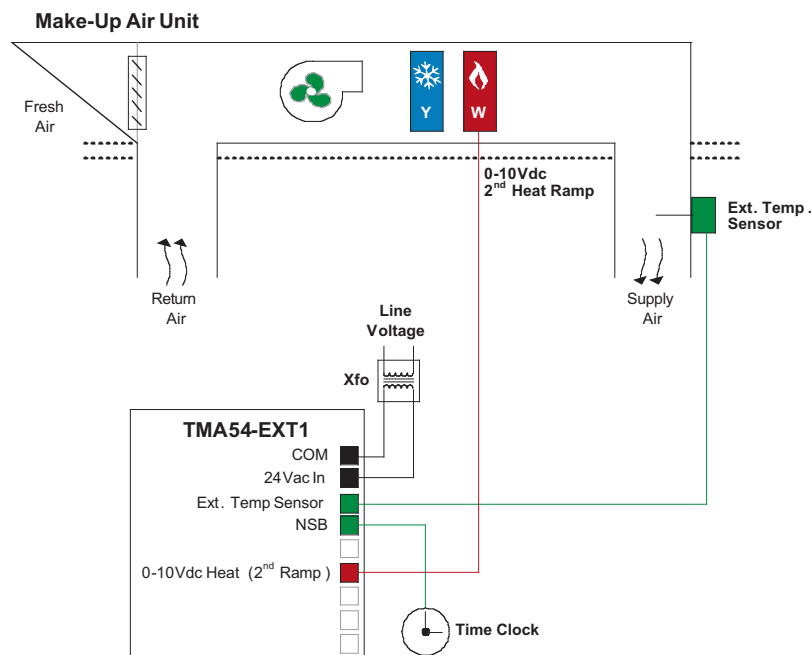 Make-Up Air Unit
Fresh
Air
Y
W
0-10Vdc
2nd Heat Ramp
Ext. Temp .
Sensor
Return
Air
Supply
Air
Line
Voltage
Xfo
TMA54-EXT1
COM
24Vac In
Ext. Temp Sensor
NSB
0-10Vdc Heat (2nd Ramp )
Time Clock